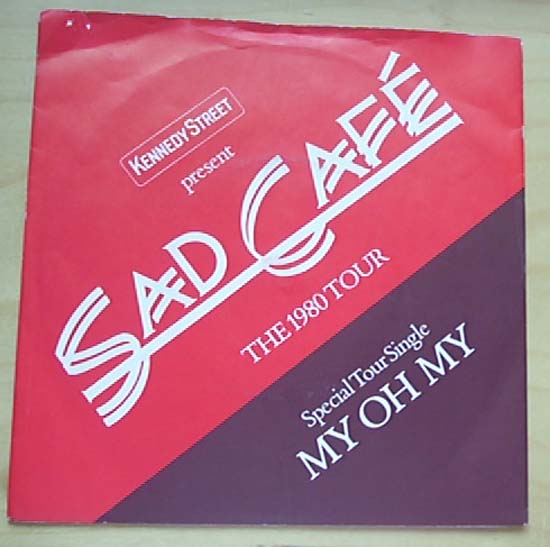 KENNEDY STREET
present
SAD CAFÉ
THE 1980 TOUR
Special Tour Single
MY OH MY